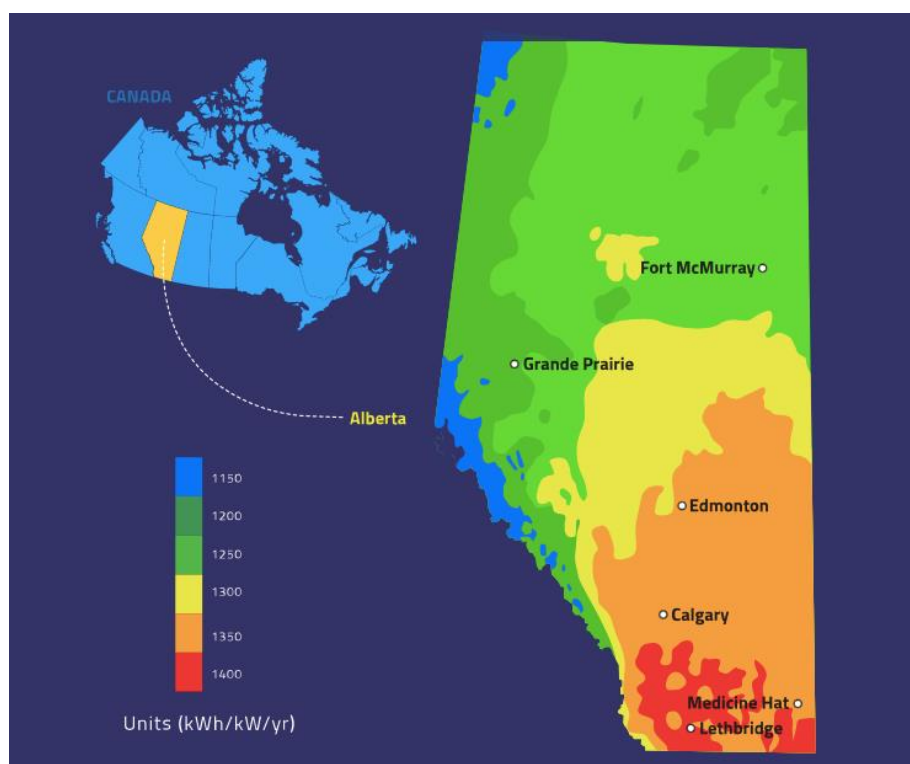 CANADA
Fort McMurray
Grande Prairie
Alberta
1150
1200
1250
1300
1350
1400
Edmonton
Calgary
Medicine Hat
Lethbridge
Units (kWh/kW/yr)